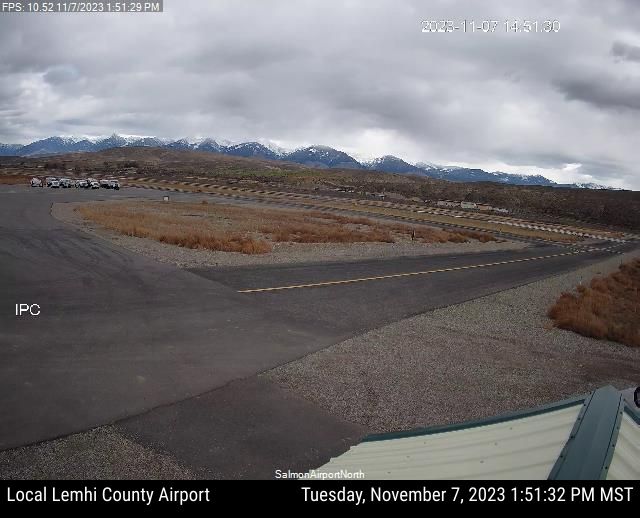 FPS: 10.52 11/7/2023 1:51:29 PM
2023-11-07 14:51:30
IPC
SalmonAirportNorth
Local Lemhi County Airport Tuesday, November 7, 2023 1:51:32 PM MST